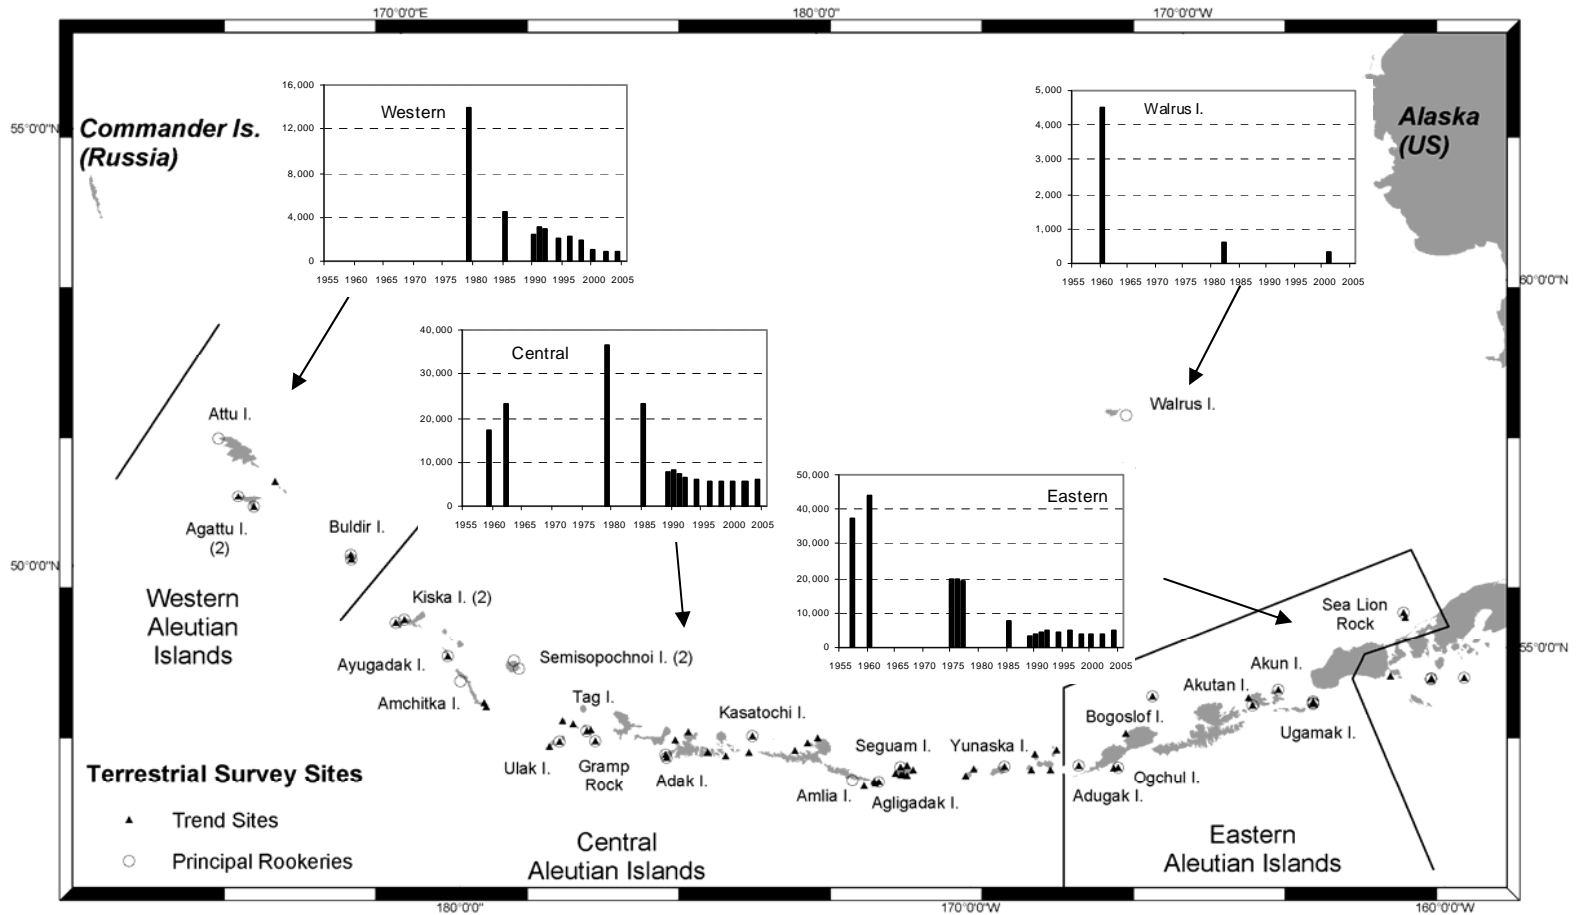 170°0'0"E 180°0'0" 170°0'0"W
55°0'0"N
Commander Is.
(Russia)
Alaska
(US)
16,000
12,000
8,000
4,000
0
Western
1955 1960 1965 1970 1975 1980 1985 1990 1995 2000 2005
5,000
4,000
3,000
2,000
1,000
0
Walrus I.
1955 1960 1965 1970 1975 1980 1985 1990 1995 2000 2005
60°0'0"N
40,000
30,000
20,000
10,000
0
Central
1955 1960 1965 1970 1975 1980 1985 1990 1995 2000 2005
Walrus I.
Attu I.
Agattu I.
(2)
Buldir I.
50,000
40,000
30,000
20,000
10,000
0
Eastern
1955 1960 1965 1970 1975 1980 1985 1990 1995 2000 2005
50°0'0"N
Western
Aleutian
Islands
Kiska I. (2)
Ayugadak I.
Semisopochnoi I. (2)
Amchitka I.
Tag I.
Kasatochi I.
Ulak I.
Gramp
Rock
Adak I.
Seguam I.
Yunaska I.
Amlia I.
Agligadak I.
Sea Lion
Rock
55°0'0"N
Akun I.
Akutan I.
Bogoslof I.
Ugamak I.
Ogchul I.
Adugak I.
Terrestrial Survey Sites
Trend Sites
Principal Rookeries
Central
Aleutian Islands
Eastern
Aleutian Islands
180°0'0" 170°0'0"W 160°0'0"W